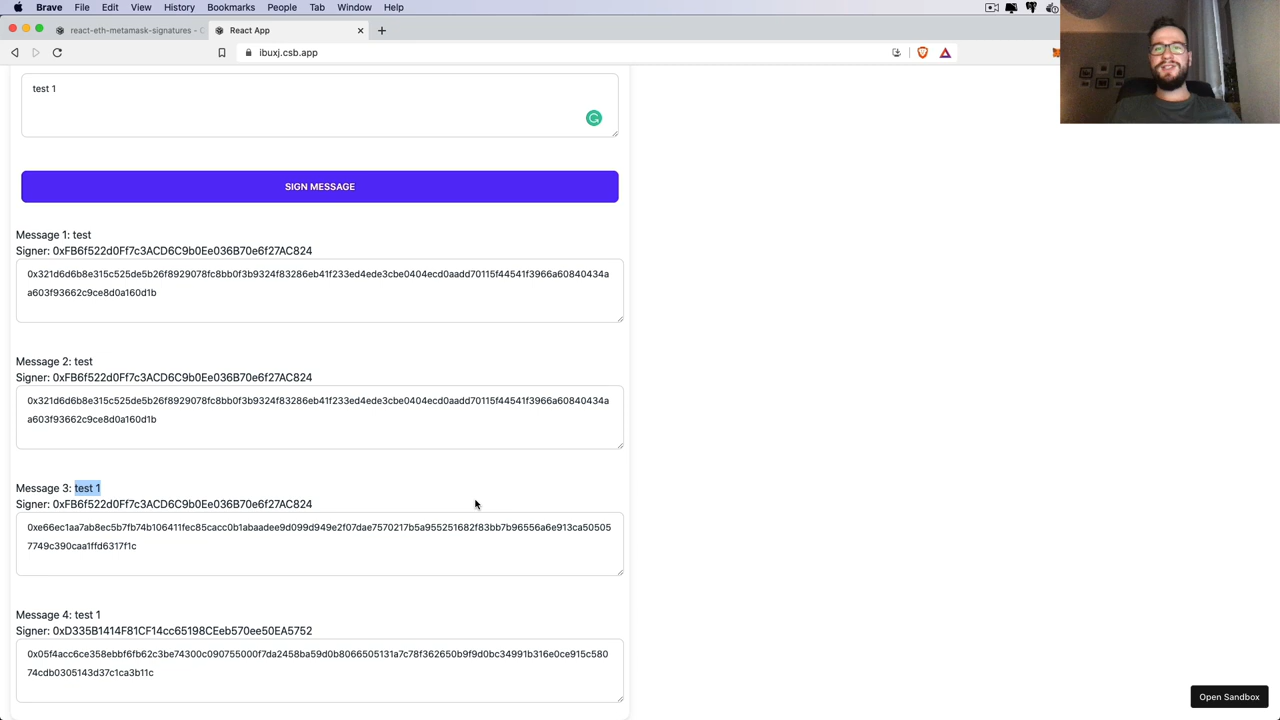 Brave File Edit View History Bookmarks People Tab Window Help
react-eth-metamask-signatures - C
React App
ibuxj.csb.app
test 1
SIGN MESSAGE
Message 1: test
Signer: 0xFB6f522d0Ff7c3ACD6C9b0Ee036B70e6f27AC824
0x321d6d6b8e315c525de5b26f8929078fc8bb0f3b9324f83286eb41f233ed4ede3cbe0404ecd0aadd70115f44541f3966a60840434a
a603f93662c9ce8d0a160d1b
Message 2: test
Signer: 0xFB6f522d0Ff7c3ACD6C9b0Ee036B70e6f27AC824
0x321d6d6b8e315c525de5b26f8929078fc8bb0f3b9324f83286eb41f233ed4ede3cbe0404ecd0aadd70115f44541f3966a60840434a
a603f93662c9ce8d0a160d1b
Message 3: test 1
Signer: 0xFB6f522d0Ff7c3ACD6C9b0Ee036B70e6f27AC824
0xe66ec1aa7ab8ec5b7fb74b106411fec85cacc0b1abaadee9d099d949e2f07dae7570217b5a955251682f83bb7b96556a6e913ca50505
7749c390caa1ffd6317f1c
Message 4: test 1
Signer: 0xD335B1414F81CF14cc65198CEeb570ee50EA5752
0x05f4acc6ce358ebbf6fb62c3be74300c090755000f7da2458ba59d0b8066505131a7c78f362650b9f9d0bc34991b316e0ce915c580
74cdb0305143d37c1ca3b11c
Open Sandbox